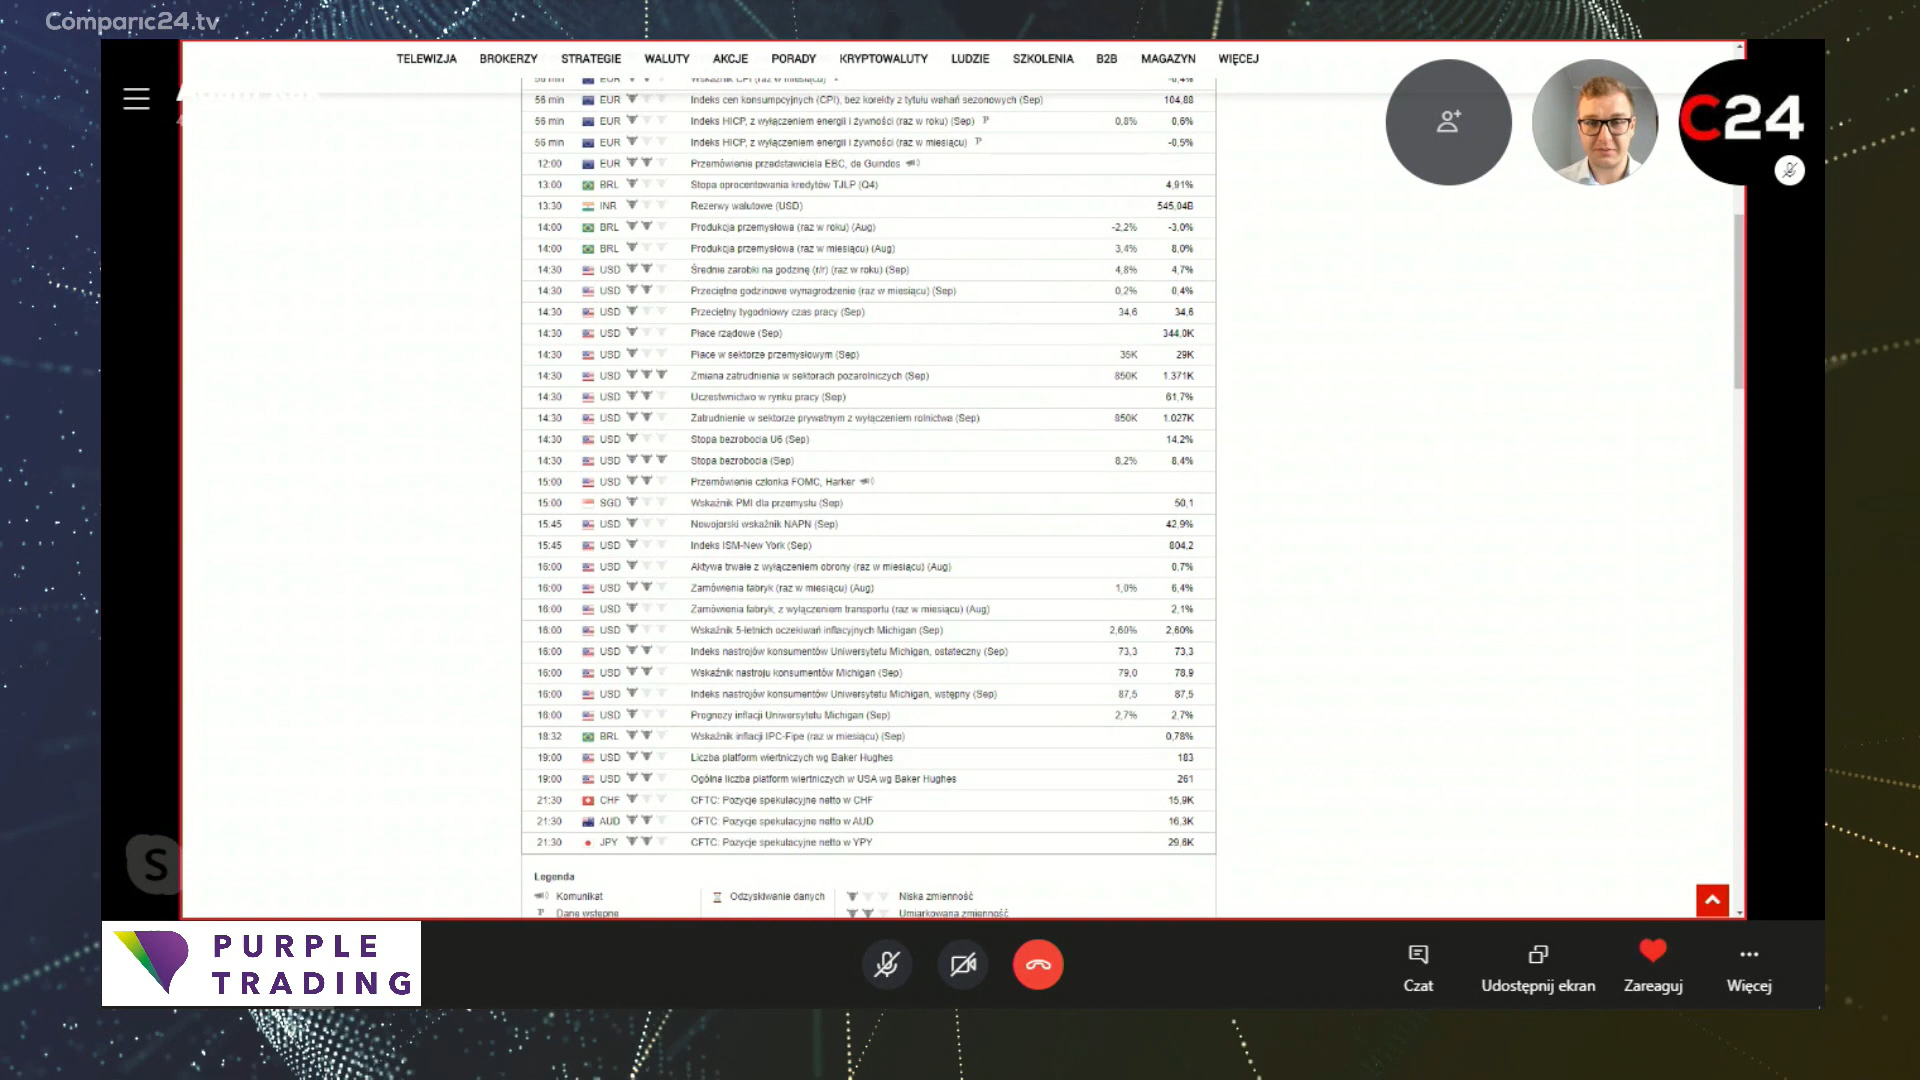 Comparic24.tv
TELEWIZJA BROKERZY STRATEGIE WALUTY AKCJE PORADY KRYPTOWALUTY LUDZIE SZKOLENIA B2B MAGAZYN WIĘCEJ
56 min EUR Wskaźnik CPI (raz w miesiącu) P -0,4%
56 min EUR Indeks cen konsumpcyjnych (CPI), bez korekty z tytułu wahań sezonowych (Sep) 104,88
56 min EUR Indeks HICP, z wyłączeniem energii i żywności (raz w roku) (Sep) P 0,8% 0,6%
56 min EUR Indeks HICP, z wyłączeniem energii i żywności (raz w miesiącu) P -0,5%
12:00 EUR Przemówienie przedstawiciela EBC, de Guindos
13:00 BRL Stopa oprocentowania kredytów TJLP (Q4) 4,91%
13:30 INR Rezerwy walutowe (USD) 545,04B
14:00 BRL Produkcja przemysłowa (raz w roku) (Aug) -2,2% -3,0%
14:00 BRL Produkcja przemysłowa (raz w miesiącu) (Aug) 3,4% 8,0%
14:30 USD Średnie zarobki na godzinę (r/r) (raz w roku) (Sep) 4,8% 4,7%
14:30 USD Przeciętne godzinowe wynagrodzenie (raz w miesiącu) (Sep) 0,2% 0,4%
14:30 USD Przeciętny tygodniowy czas pracy (Sep) 34,6 34,6
14:30 USD Płace rządowe (Sep) 344,0K
14:30 USD Płace w sektorze przemysłowym (Sep) 35K 29K
14:30 USD Zmiana zatrudnienia w sektorach pozarolniczych (Sep) 850K 1.371K
14:30 USD Uczestwnictwo w rynku pracy (Sep) 61,7%
14:30 USD Zatrudnienie w sektorze prywatnym z wyłączeniem rolnictwa (Sep) 850K 1.027K
14:30 USD Stopa bezrobocia U6 (Sep) 14,2%
14:30 USD Stopa bezrobocia (Sep) 8,2% 8,4%
15:00 USD Przemówienie członka FOMC, Harker
15:00 SGD Wskaźnik PMI dla przemysłu (Sep) 50,1
15:45 USD Nowojorski wskaźnik NAPN (Sep) 42,9%
15:45 USD Indeks ISM-New York (Sep) 804,2
16:00 USD Aktywa trwałe z wyłączeniem obrony (raz w miesiącu) (Aug) 0,7%
16:00 USD Zamówienia fabryk (raz w miesiącu) (Aug) 1,0% 6,4%
16:00 USD Zamówienia fabryk, z wyłączeniem transportu (raz w miesiącu) (Aug) 2,1%
16:00 USD Wskaźnik 5-letnich oczekiwań inflacyjnych Michigan (Sep) 2,60% 2,60%
16:00 USD Indeks nastrojów konsumentów Uniwersytetu Michigan, ostateczny (Sep) 73,3 73,3
16:00 USD Wskaźnik nastroju konsumentów Michigan (Sep) 79,0 78,9
16:00 USD Indeks nastrojów konsumentów Uniwersytetu Michigan, wstępny (Sep) 87,5 87,5
16:00 USD Prognozy inflacji Uniwersytetu Michigan (Sep) 2,7% 2,7%
18:32 BRL Wskaźnik inflacji IPC-Fipe (raz w miesiącu) (Sep) 0,78%
19:00 USD Liczba platform wiertniczych wg Baker Hughes 183
19:00 USD Ogólna liczba platform wiertniczych w USA wg Baker Hughes 261
21:30 CHF CFTC: Pozycje spekulacyjne netto w CHF 15,9K
21:30 AUD CFTC: Pozycje spekulacyjne netto w AUD 16,3K
21:30 JPY CFTC: Pozycje spekulacyjne netto w YPY 29,6K
Legenda
Komunikat Odzyskiwanie danych Niska zmienność
P Dane wstępne Umiarkowana zmienność
C24
S
PURPLE
TRADING
Czat Udostępnij ekran Zareaguj Więcej